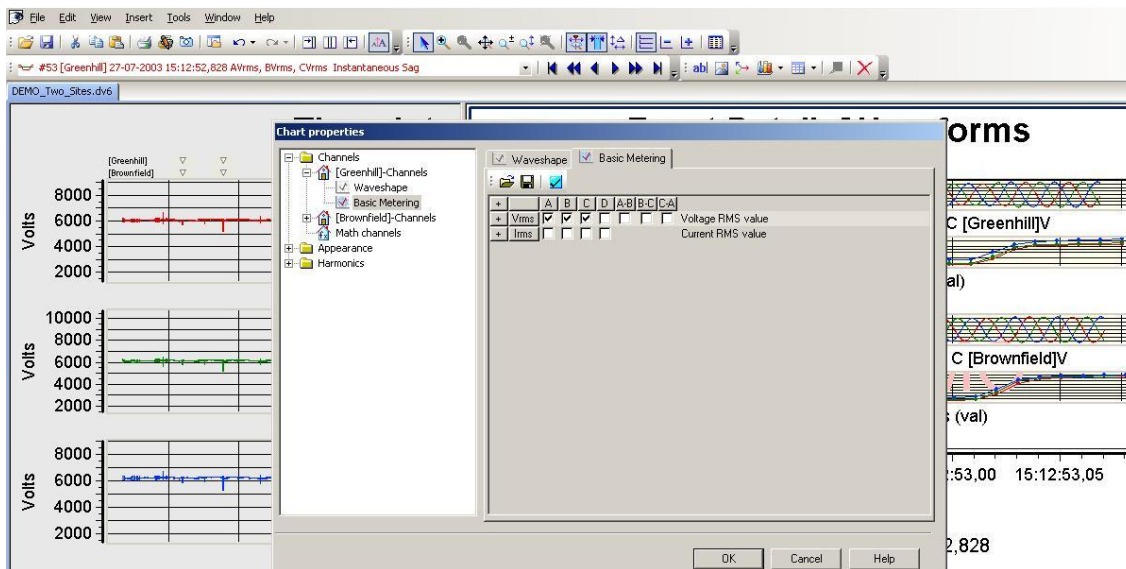 File Edit View Insert Tools Window Help
#53 [Greenhill] 27-07-2003 15:12:52,828 AVrms, BVrms, CVrms Instantaneous Sag
DEMO_Two_Sites.dv6
orms
[Greenhill]
[Brownfield]
Volts
8000
6000
4000
2000
Volts
10000
8000
6000
4000
2000
Volts
8000
6000
4000
2000
Chart properties
Channels
[Greenhill]-Channels
Waveshape
Basic Metering
[Brownfield]-Channels
Math channels
Appearance
Harmonics
Waveshape Basic Metering
A B C D A-B B-C C-A
Vrms Voltage RMS value
Irms Current RMS value
OK Cancel Help
C [Greenhill]V
al)
C [Brownfield]V
s (val)
:53,00 15:12:53,05
2,828